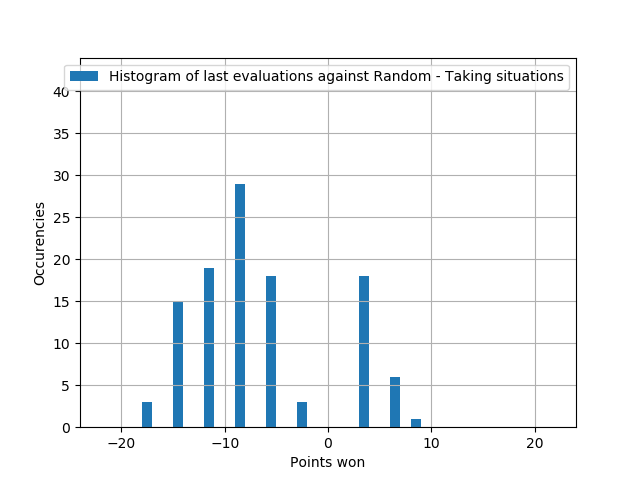 Histogram of last evaluations against Random - Taking situations
40
35
30
25
20
15
10
5
0
Occurencies
−20 −10 0 10 20
Points won